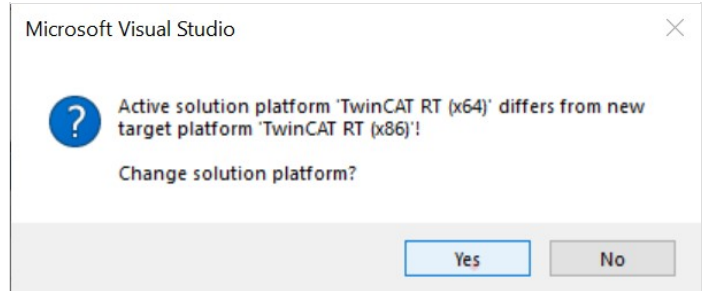 Microsoft Visual Studio
Active solution platform 'TwinCAT RT (x64)' differs from new
target platform 'TwinCAT RT (x86)'!
Change solution platform?
Yes
No